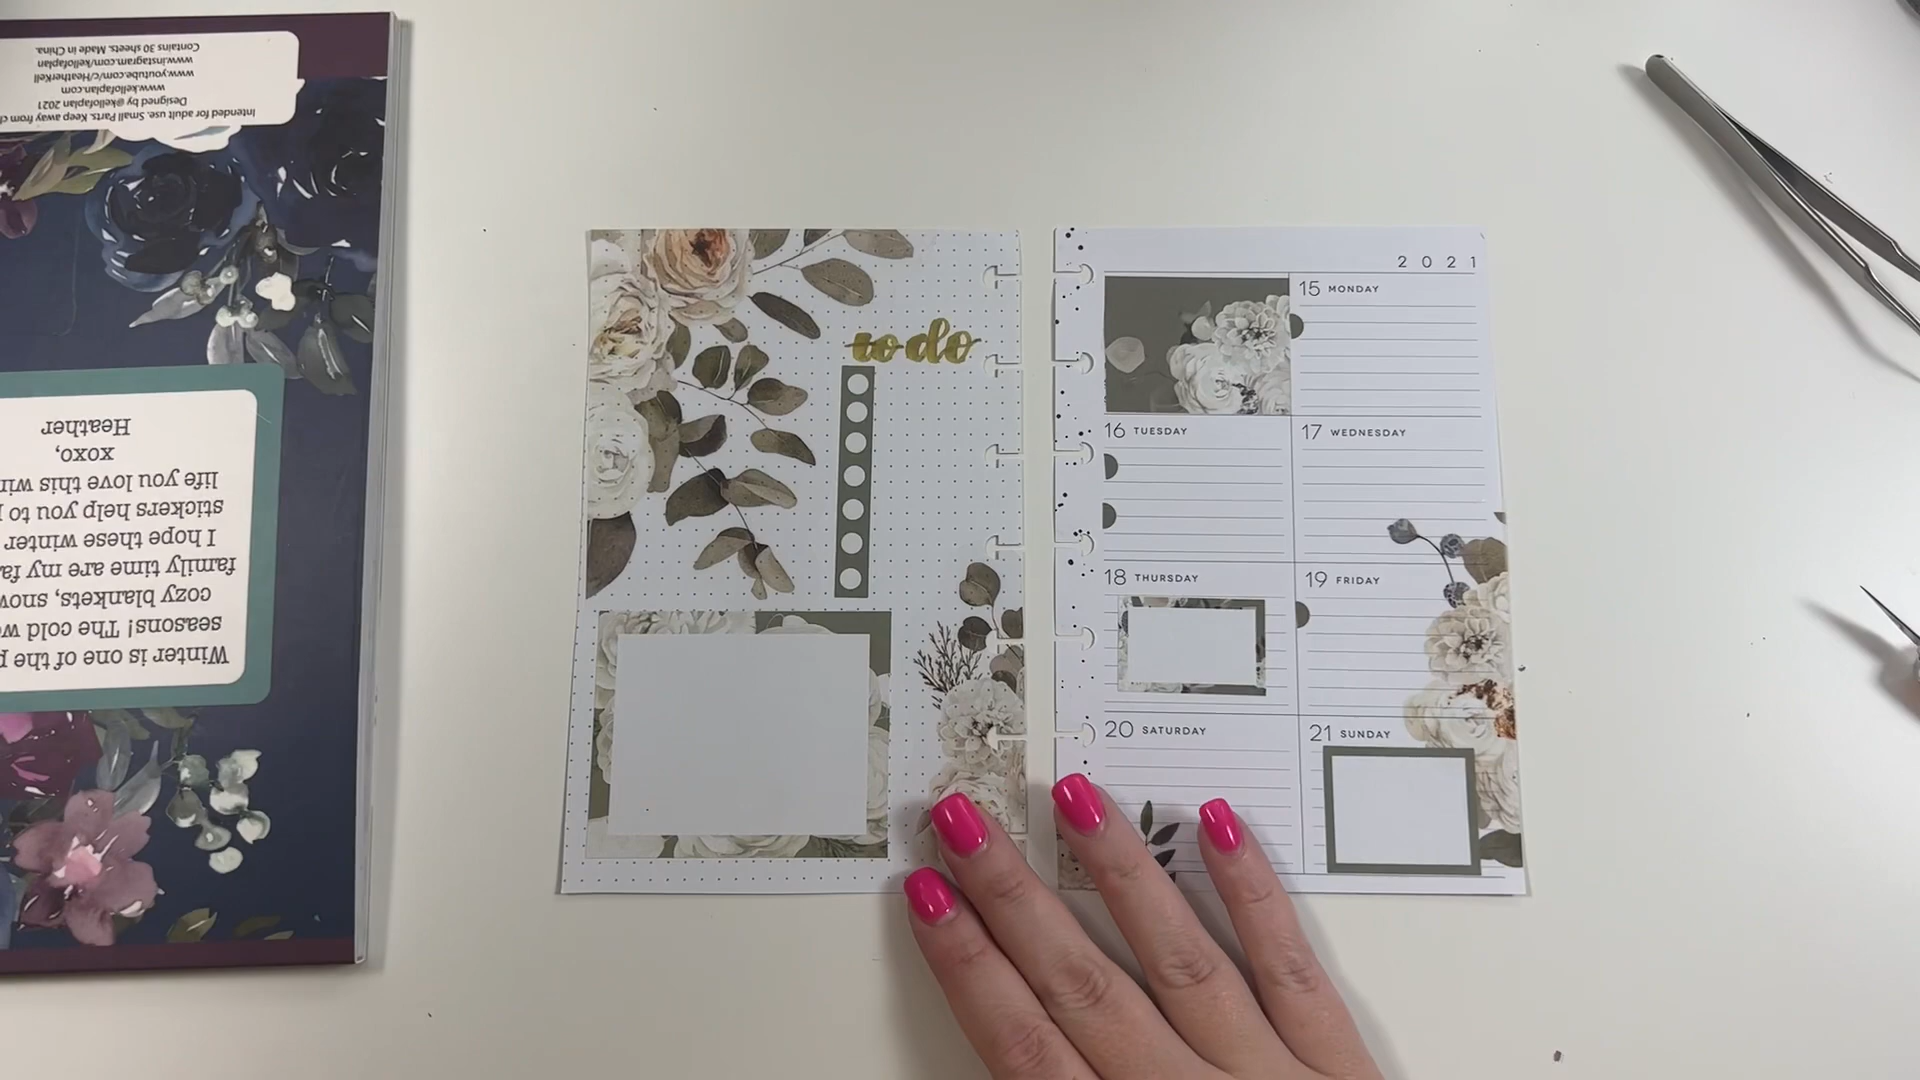 Intended for adult use. Small Parts. Keep away from
Designed by @kellofaplan 2021
www.kellofaplan.com
www.youtube.com/c/HeatherKell
www.instagram.com/kellofaplan
Contains 30 sheets. Made in China.
Winter is one of the
seasons! The cold
cozy blankets,
family time are my
I hope these winter
stickers help you to
life you love this
xoxo,
Heather
to do
2021
15 MONDAY
16 TUESDAY
17 WEDNESDAY
18 THURSDAY
19 FRIDAY
20 SATURDAY
21 SUNDAY